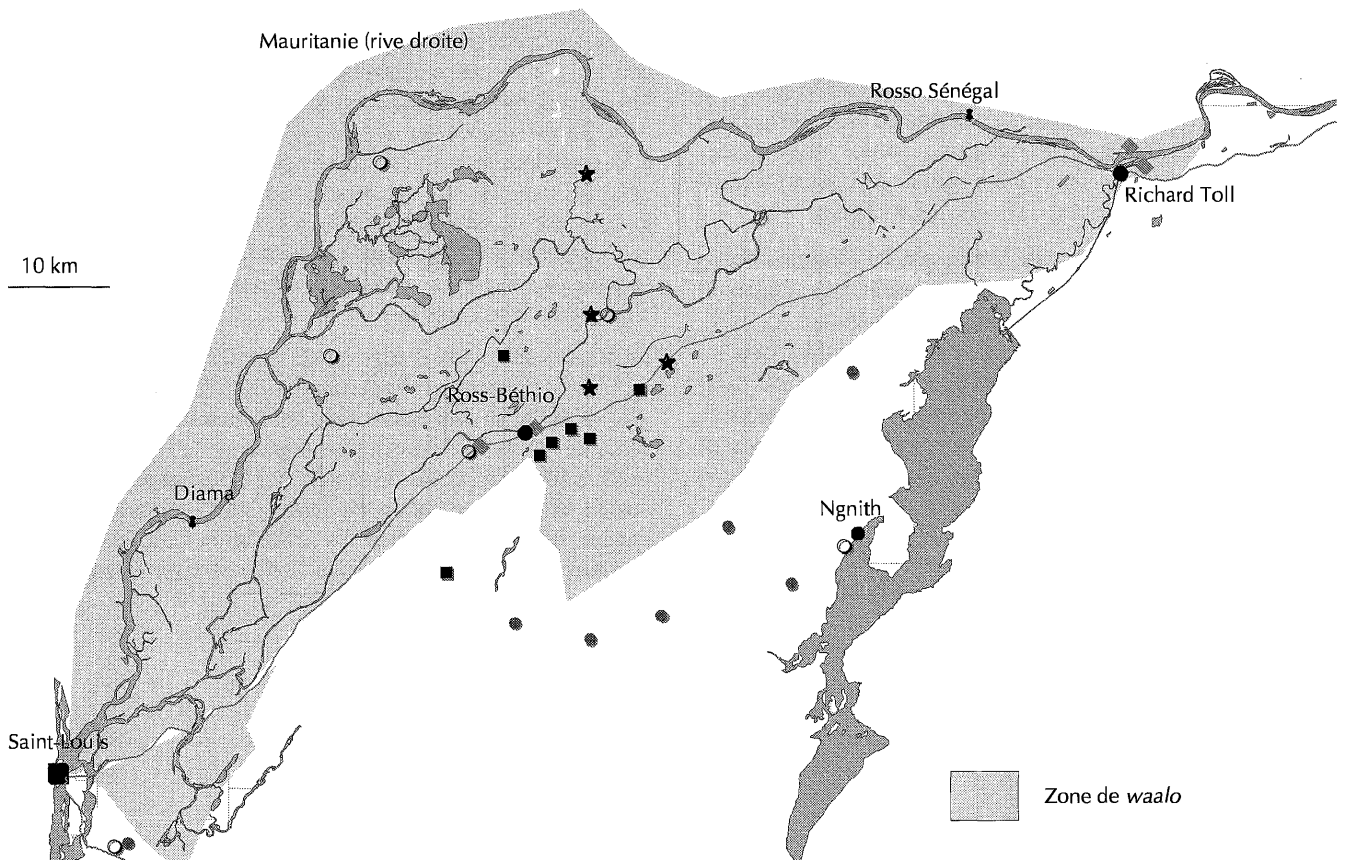 Mauritanie (rive droite)
Rosso Sénégal
Richard Toll
10 km
Ross-Béthio
Diama
Ngnith
Saint-Louis
Zone de waalo